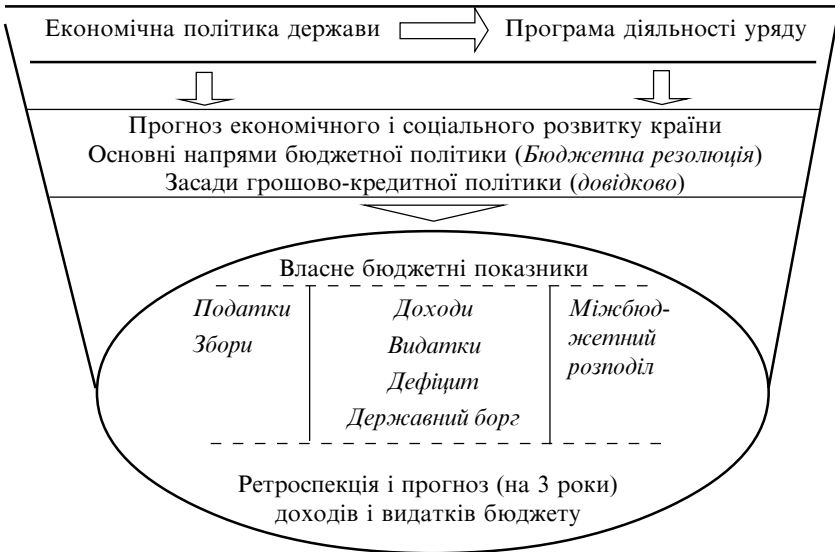 Економічна політика держави Програма діяльності уряду
Прогноз економічного і соціального розвитку країни
Основні напрями бюджетної політики (Бюджетна резолюція)
Засади грошово-кредитної політики (довідково)
Власне бюджетні показники
Податки
Збори
Доходи
Видатки
Дефіцит
Державний борг
Міжбюд-
жетний
розподіл
Ретроспекція і прогноз (на 3 роки)
доходів і видатків бюджету